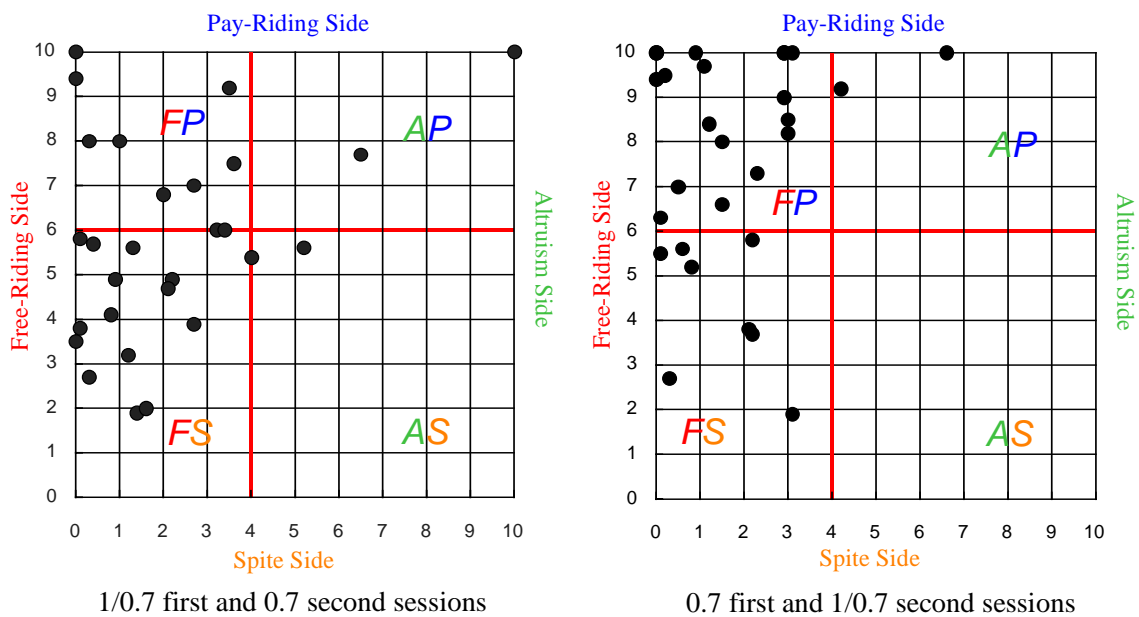 Pay-Riding Side
10
9
8
7
6
5
4
3
2
1
0
0 1 2 3 4 5 6 7 8 9 10
FP
AP
FS
AS
Free-Riding Side
Altruism Side
Spite Side
1/0.7 first and 0.7 second sessions
Pay-Riding Side
10
9
8
7
6
5
4
3
2
1
0
0 1 2 3 4 5 6 7 8 9 10
AP
FP
FS
AS
Free-Riding Side
Altruism Side
Spite Side
0.7 first and 1/0.7 second sessions